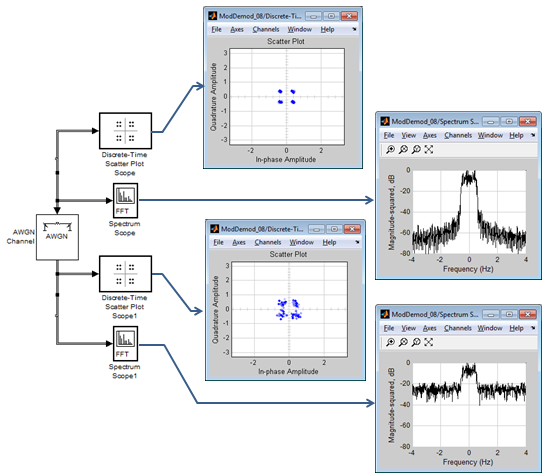 ModDemod_08/Discrete-Ti...
File Axes Channels Window Help
Scatter Plot
3
2
1
0
-1
-2
-3
Quadrature Amplitude
-2 0 2
In-phase Amplitude
Discrete-Time
Scatter Plot
Scope
FFT
Spectrum
Scope
AWGN
Channel
AWGN
ModDemod_08/Spectrum S...
File View Axes Channels Window Help
0
-20
-40
-60
-80
Magnitude-squared, dB
-4 -2 0 2 4
Frequency (Hz)
ModDemod_08/Discrete-Ti...
File Axes Channels Window Help
Scatter Plot
3
2
1
0
-1
-2
-3
Quadrature Amplitude
-2 0 2
In-phase Amplitude
Discrete-Time
Scatter Plot
Scope1
FFT
Spectrum
Scope1
ModDemod_08/Spectrum S...
File View Axes Channels Window Help
0
-20
-40
-60
-80
Magnitude-squared, dB
-4 -2 0 2 4
Frequency (Hz)